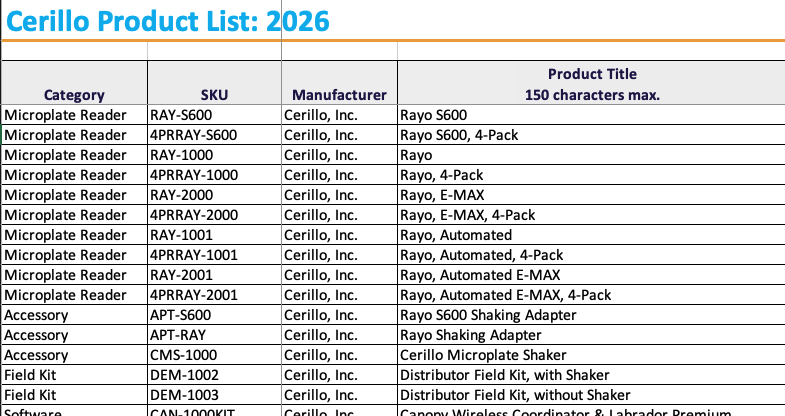 Cerillo Product List: 2026
Category SKU Manufacturer Product Title 150 characters max.
Microplate Reader RAY-S600 Cerillo, Inc. Rayo S600
Microplate Reader 4PRRAY-S600 Cerillo, Inc. Rayo S600, 4-Pack
Microplate Reader RAY-1000 Cerillo, Inc. Rayo
Microplate Reader 4PRRAY-1000 Cerillo, Inc. Rayo, 4-Pack
Microplate Reader RAY-2000 Cerillo, Inc. Rayo, E-MAX
Microplate Reader 4PRRAY-2000 Cerillo, Inc. Rayo, E-MAX, 4-Pack
Microplate Reader RAY-1001 Cerillo, Inc. Rayo, Automated
Microplate Reader 4PRRAY-1001 Cerillo, Inc. Rayo, Automated, 4-Pack
Microplate Reader RAY-2001 Cerillo, Inc. Rayo, Automated E-MAX
Microplate Reader 4PRRAY-2001 Cerillo, Inc. Rayo, Automated E-MAX, 4-Pack
Accessory APT-S600 Cerillo, Inc. Rayo S600 Shaking Adapter
Accessory APT-RAY Cerillo, Inc. Rayo Shaking Adapter
Accessory CMS-1000 Cerillo, Inc. Cerillo Microplate Shaker
Field Kit DEM-1002 Cerillo, Inc. Distributor Field Kit, with Shaker
Field Kit DEM-1003 Cerillo, Inc. Distributor Field Kit, without Shaker
Software CAN-1000KIT Cerillo, Inc. Canopy Wireless Coordinator & Labrador Premium